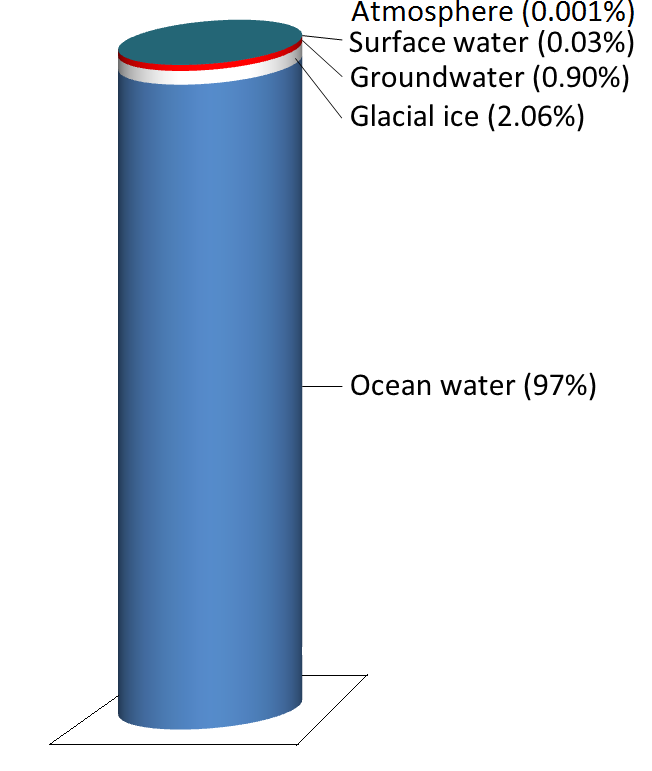 Atmosphere (0.001%)
Surface water (0.03%)
Groundwater (0.90%)
Glacial ice (2.06%)
Ocean water (97%)